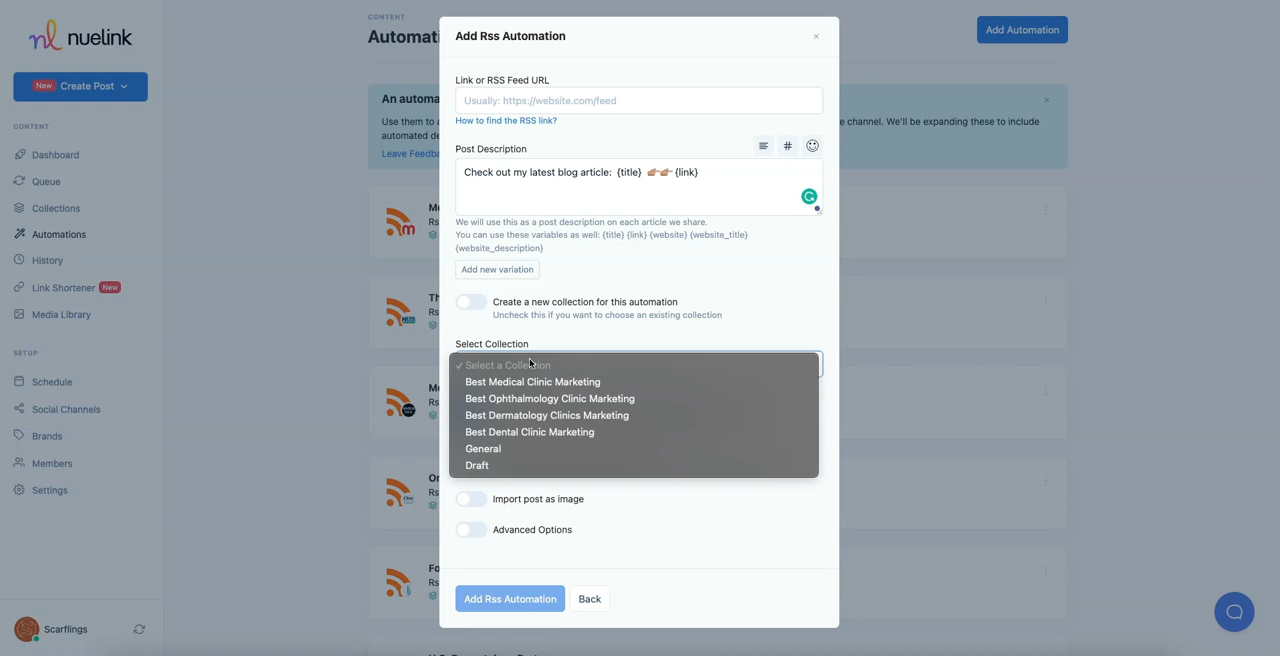 nuelink
New Create Post
CONTENT
Dashboard
Queue
Collections
Automations
History
Link Shortener New
Media Library
SETUP
Schedule
Social Channels
Brands
Members
Settings
Scarflings
CONTENT
Add Automation
Leave
Add Rss Automation
×
Link or RSS Feed URL
Usually: https://website.com/feed
How to find the RSS link?
Post Description
#
Check out my latest blog article: {title} 👉🏽👉🏽 {link}
We will use this as a post description on each article we share.
You can use these variables as well: {title} {link} {website} {website_title}
{website_description}
Add new variation
Create a new collection for this automation
Uncheck this if you want to choose an existing collection
Select Collection
✓ Select a Collection
Best Medical Clinic Marketing
Best Ophthalmology Clinic Marketing
Best Dermatology Clinics Marketing
Best Dental Clinic Marketing
General
Draft
Import post as image
Advanced Options
Add Rss Automation
Back
An automa
Use them to a
automated de
e channel. We'll be expanding these to include